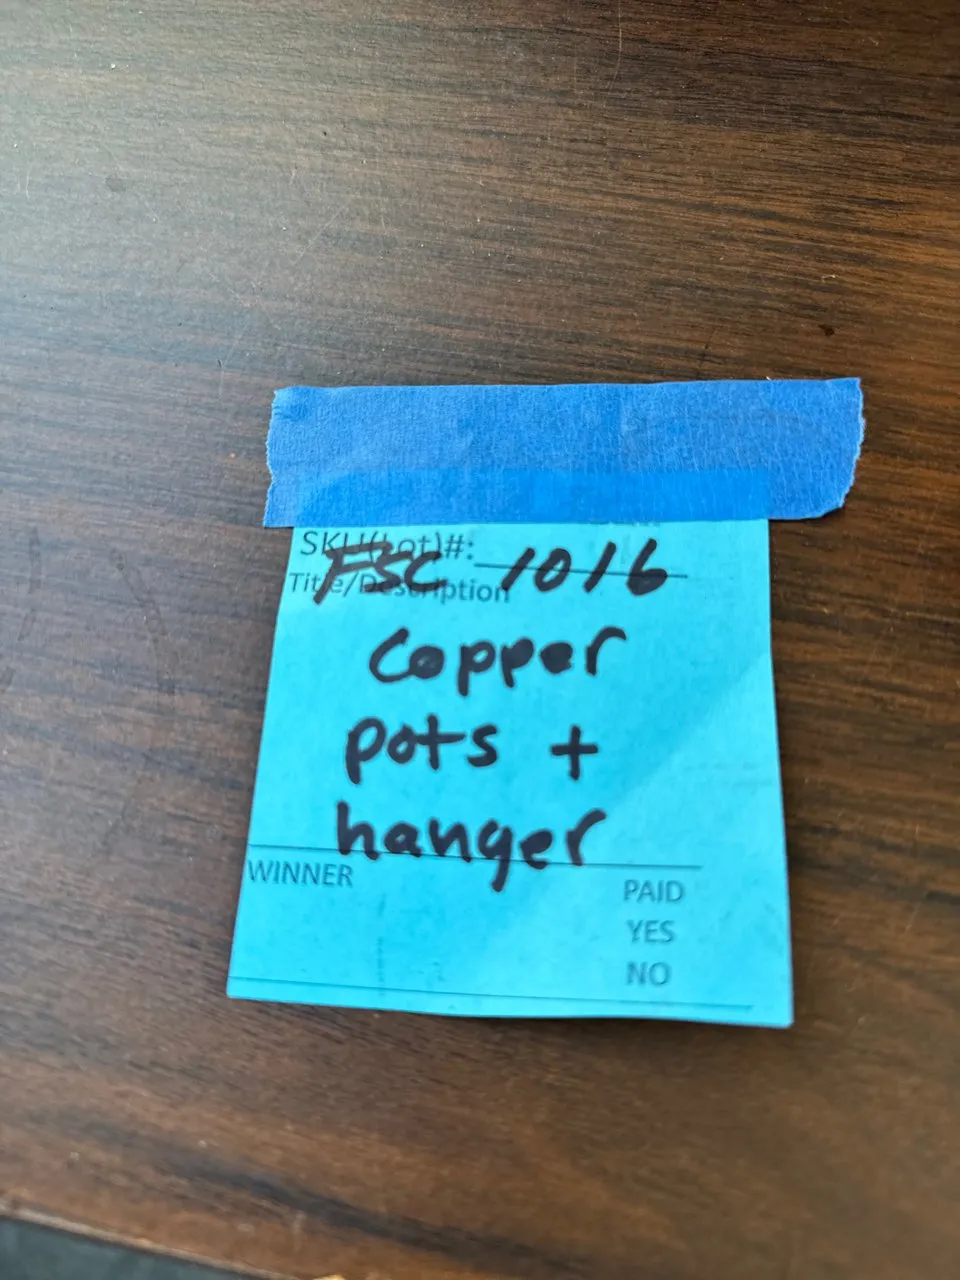 SKU(Lot)#:
FSC 1016
Title/Description
Copper
pots +
hanger
WINNER
PAID
YES
NO